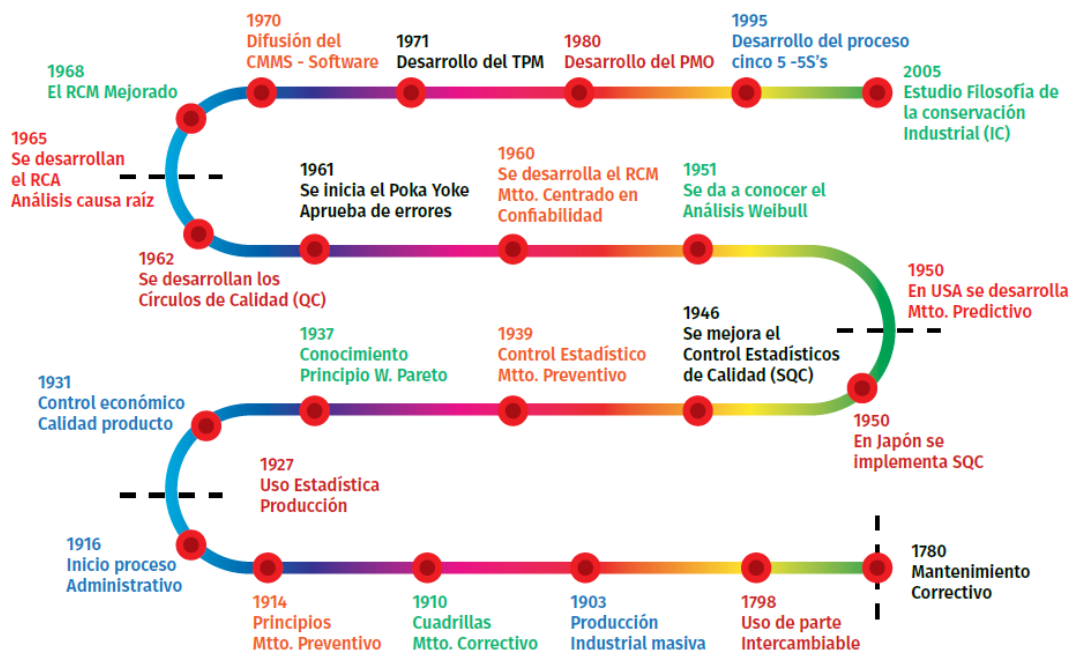 1970
Difusión del
CMMS - Software
1971
Desarrollo del TPM
1980
Desarrollo del PMO
1995
Desarrollo del proceso
cinco 5 -5S's
2005
Estudio Filosofía de
la conservación
Industrial (IC)
1968
El RCM Mejorado
1965
Se desarrollan
el RCA
Análisis causa raíz
1962
Se desarrollan los
Círculos de Calidad (QC)
1961
Se inicia el Poka Yoke
Aprueba de errores
1960
Se desarrolla el RCM
Mtto. Centrado en
Confiabilidad
1951
Se da a conocer el
Análisis Weibull
1950
En USA se desarrolla
Mtto. Predictivo
1950
En Japón se
implementa SQC
1946
Se mejora el
Control Estadísticos
de Calidad (SQC)
1939
Control Estadístico
Mtto. Preventivo
1937
Conocimiento
Principio W. Pareto
1931
Control económico
Calidad producto
1927
Uso Estadística
Producción
1916
Inicio proceso
Administrativo
1914
Principios
Mtto. Preventivo
1910
Cuadrillas
Mtto. Correctivo
1903
Producción
Industrial masiva
1798
Uso de parte
Intercambiable
1780
Mantenimiento
Correctivo